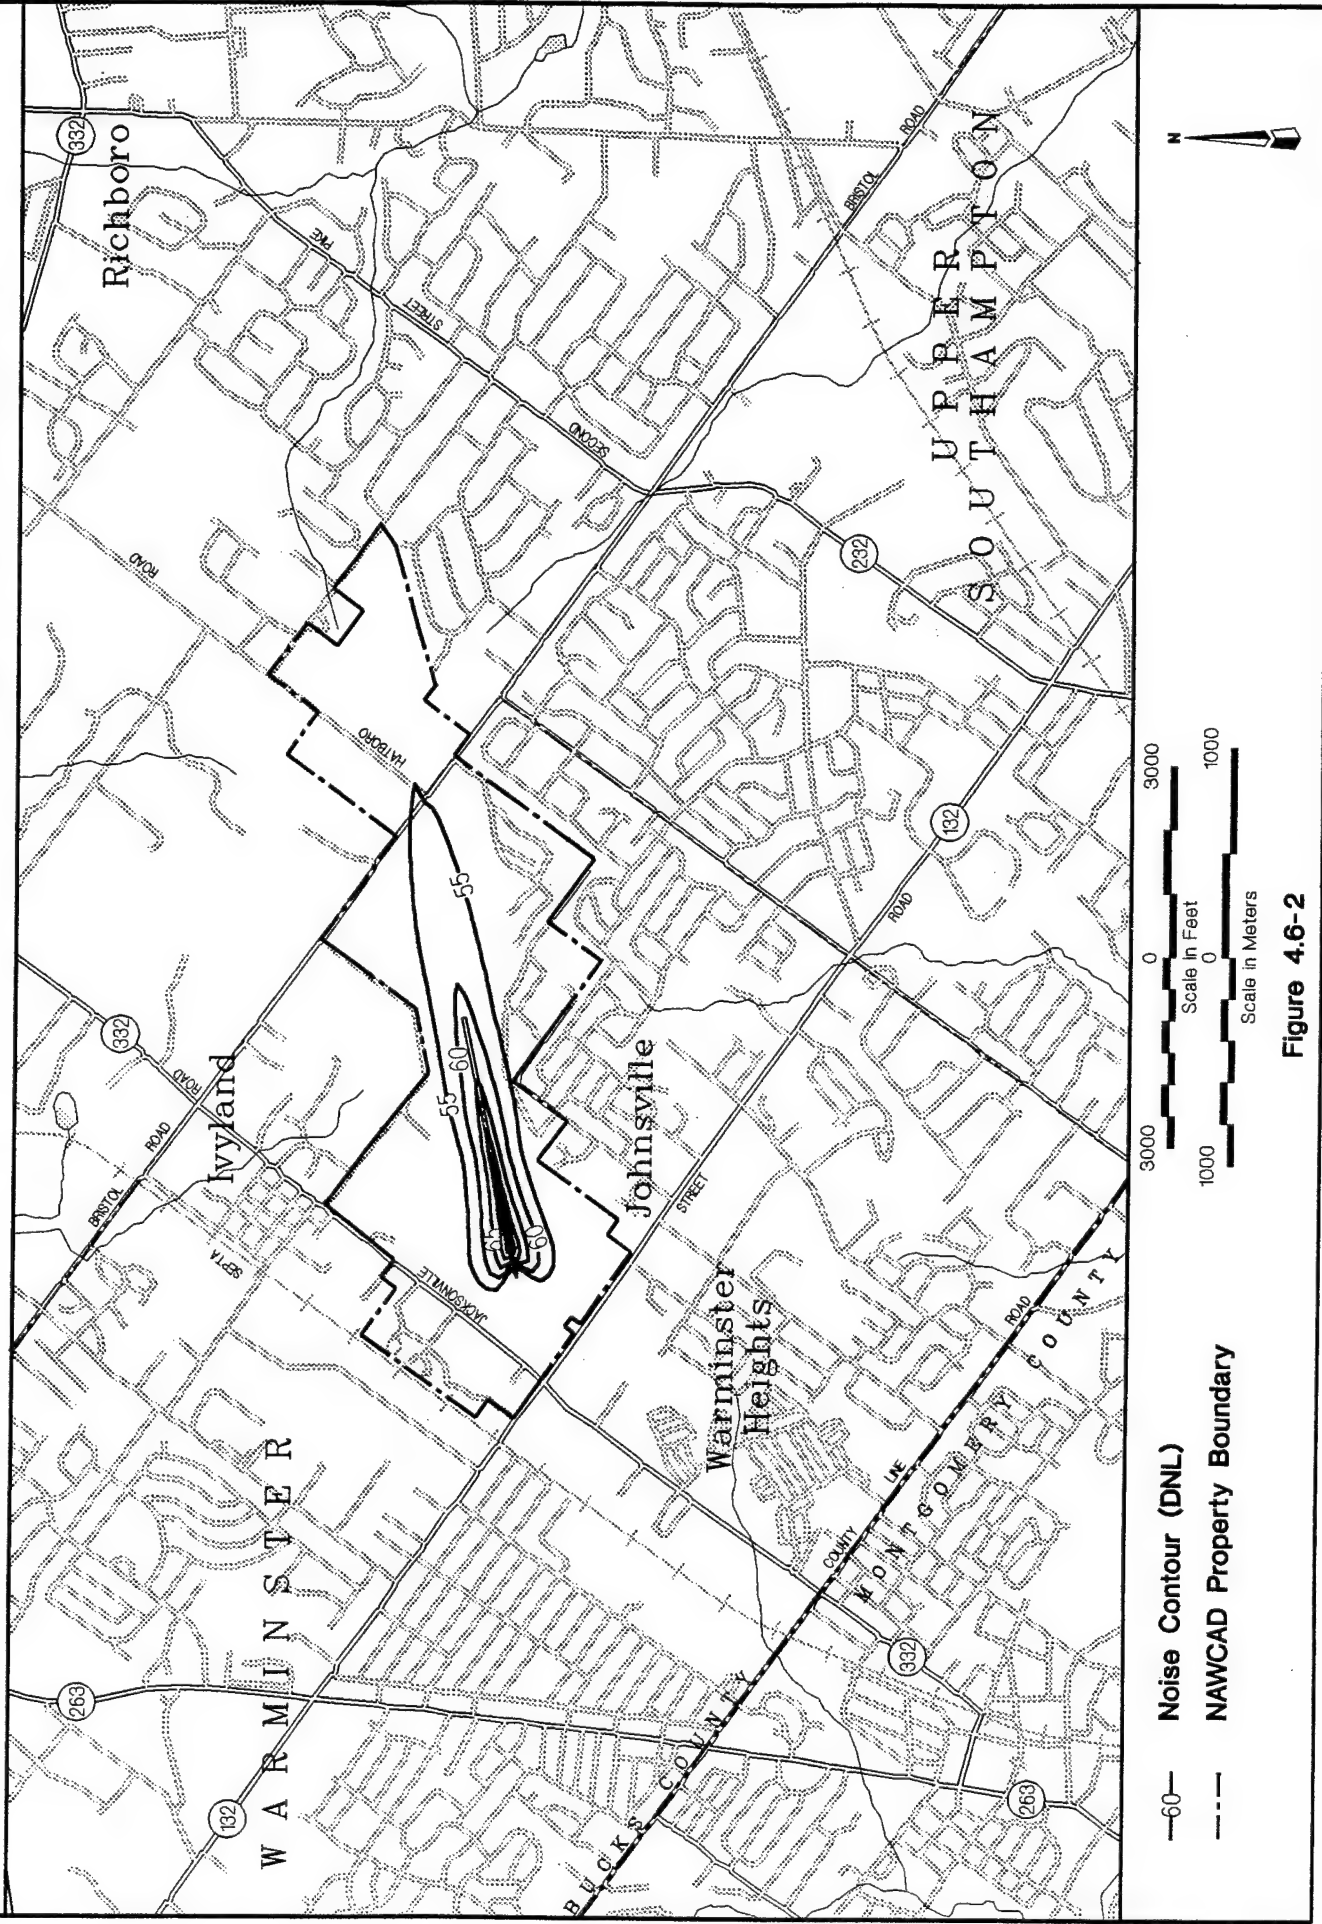 332
Richboro
ROAD
BRISTOL
PIKE
STREET
SECOND
UPPER
SOUTHAMPTON
232
ROAD
HATBORO
55
132
ROAD
STREET
332
ROAD
ROAD
BRISTOL
Ivyland
SEPTA
JACKSONVILLE
55
60
65
60
Johnsville
Warminster
Heights
WARMINSTER
263
132
ROAD
LINE
COUNTY
MONTGOMERY COUNTY
BUCKS COUNTY
332
263
—60— Noise Contour (DNL)
NAWCAD Property Boundary
3000 0 3000
Scale in Feet
1000 0 1000
Scale in Meters
N
Figure 4.6-2